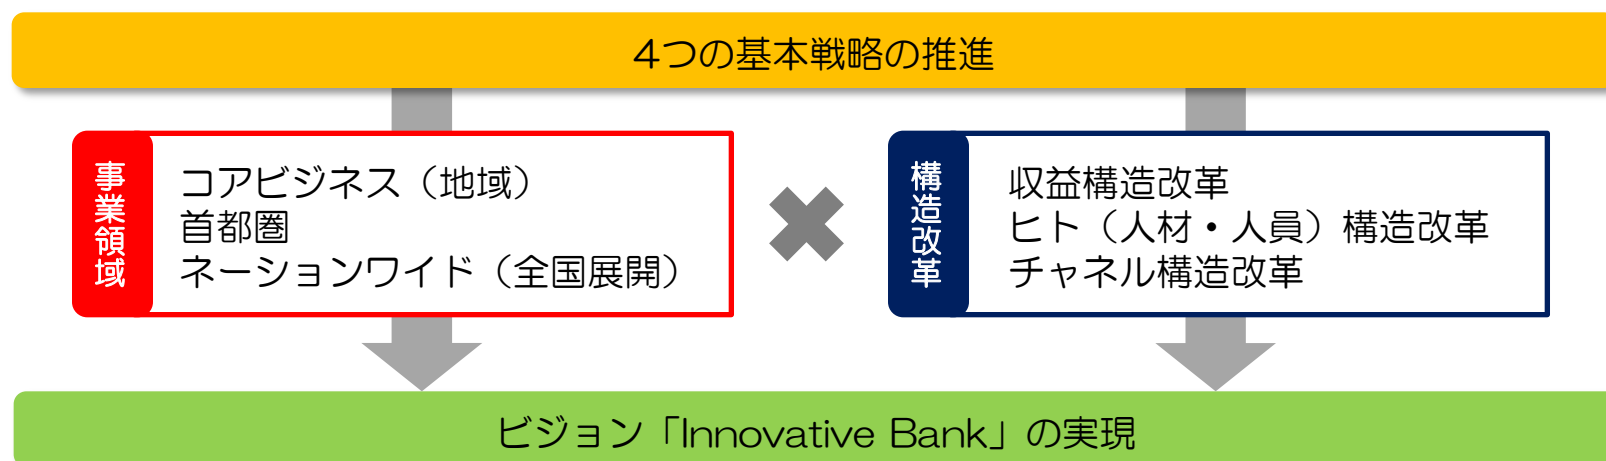 4つの基本戦略の推進
事業領域
コアビジネス（地域）
首都圏
ネーションワイド（全国展開）
構造改革
収益構造改革
ヒト（人材・人員）構造改革
チャネル構造改革
ビジョン「Innovative Bank」の実現